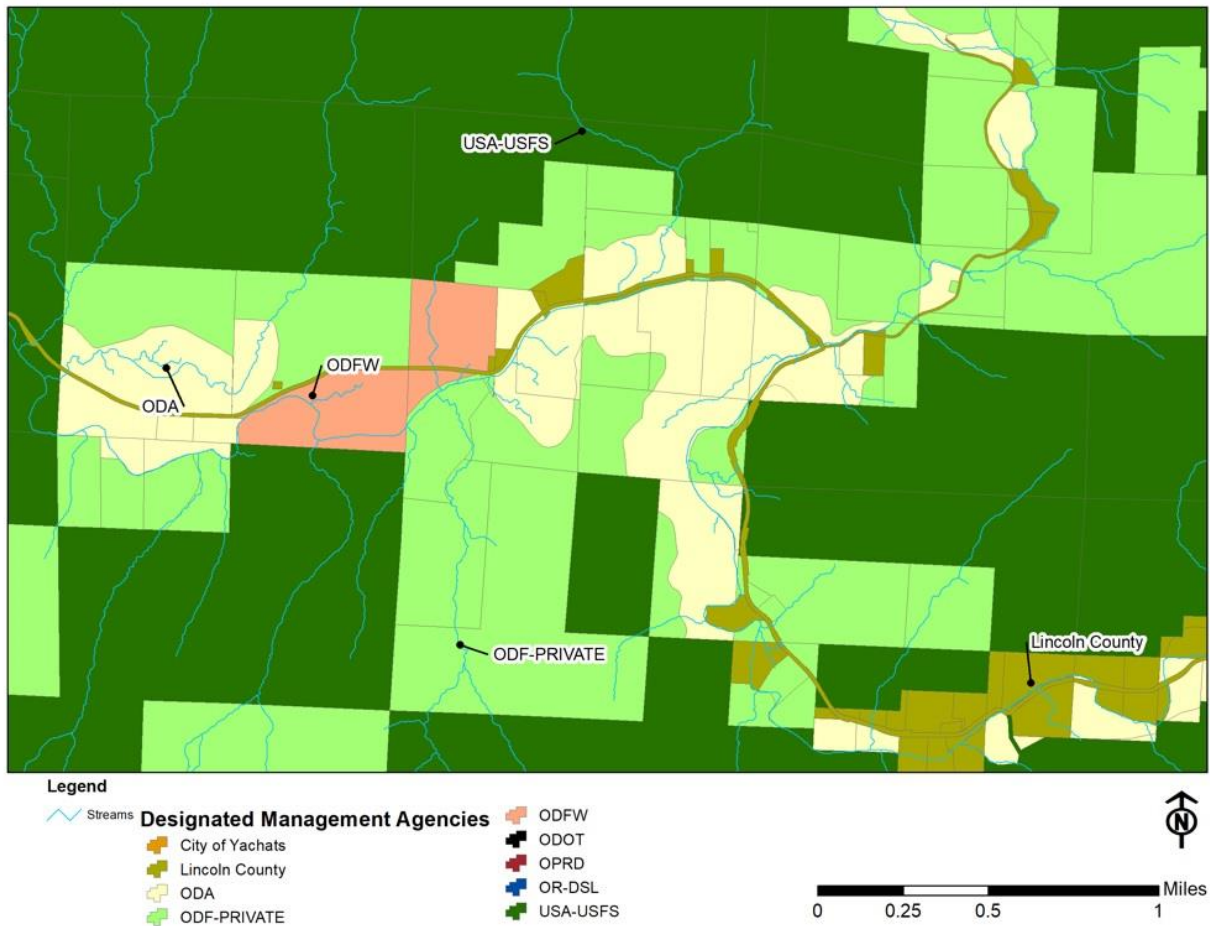 USA-USFS
ODFW
ODA
ODF-PRIVATE
Lincoln County
Legend
Streams
Designated Management Agencies
City of Yachats
Lincoln County
ODA
ODF-PRIVATE
ODFW
ODOT
OPRD
OR-DSL
USA-USFS
N
Miles
0 0.25 0.5 1